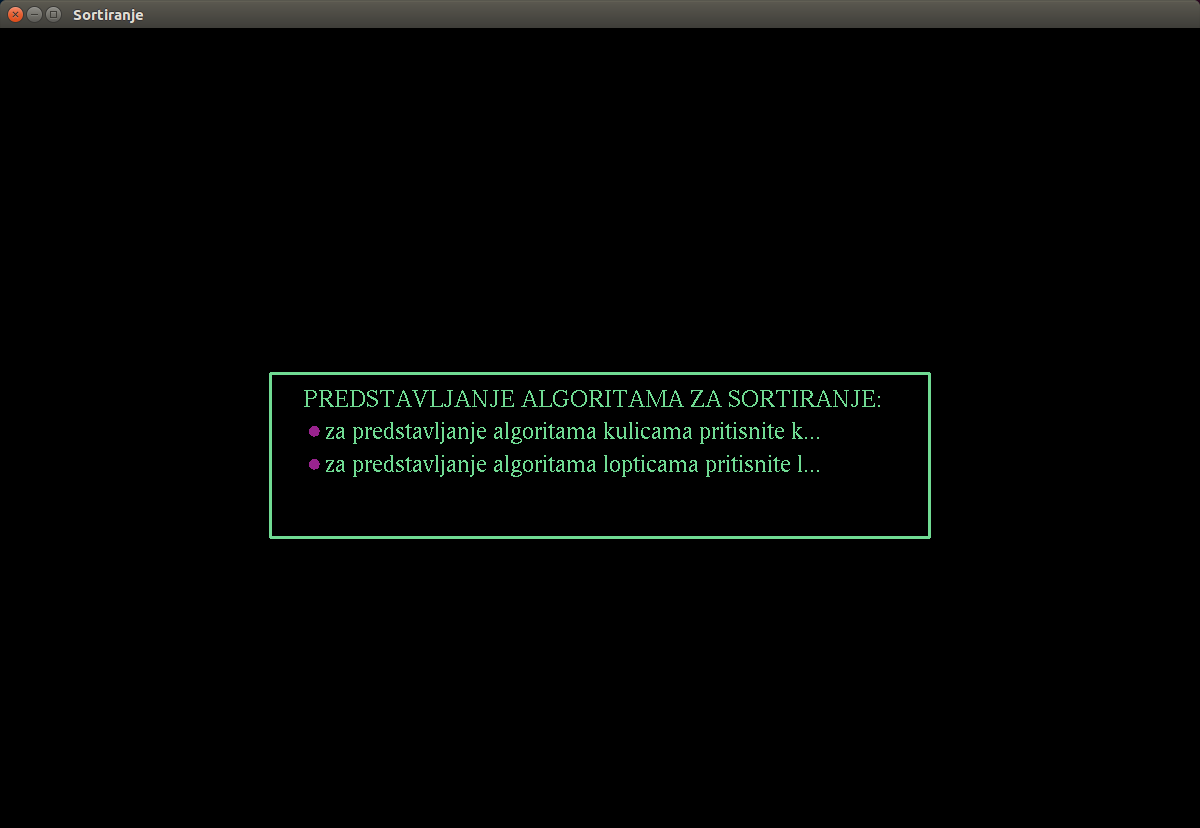 Sortiranje
PREDSTAVLJANJE ALGORITAMA ZA SORTIRANJE:
za predstavljanje algoritama kulicama pritisnite k...
za predstavljanje algoritama lopticama pritisnite l...